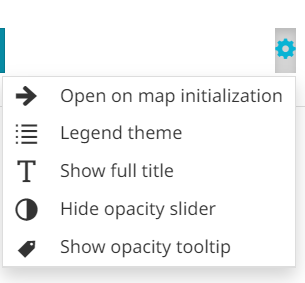 Open on map initialization
Legend theme
Show full title
Hide opacity slider
Show opacity tooltip